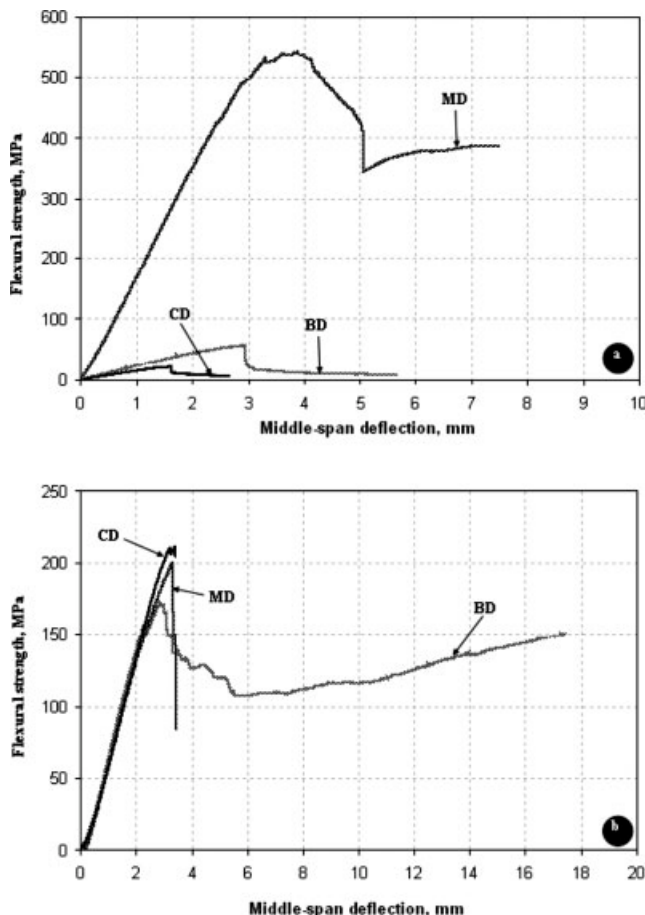 600
500
400
300
200
100
0
Flexural strength, MPa
MD
CD
BD
a
0 1 2 3 4 5 6 7 8 9 10
Middle-span deflection, mm
250
200
150
100
50
0
Flexural strength, MPa
CD
MD
BD
b
0 2 4 6 8 10 12 14 16 18 20
Middle-span deflection, mm